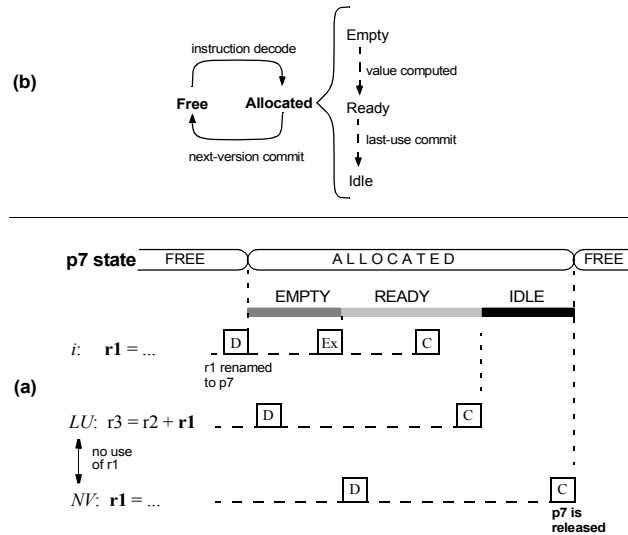 Empty
instruction decode
value computed
(b)
Free
Allocated
Ready
last-use commit
next-version commit
Idle
p7 state
FREE
ALLOCATED
FREE
EMPTY
READY
IDLE
i: r1 = ...
D
Ex
C
r1 renamed
to p7
(a)
LU: r3 = r2 + r1
D
C
no use
of r1
NV: r1 = ...
D
C
p7 is
released